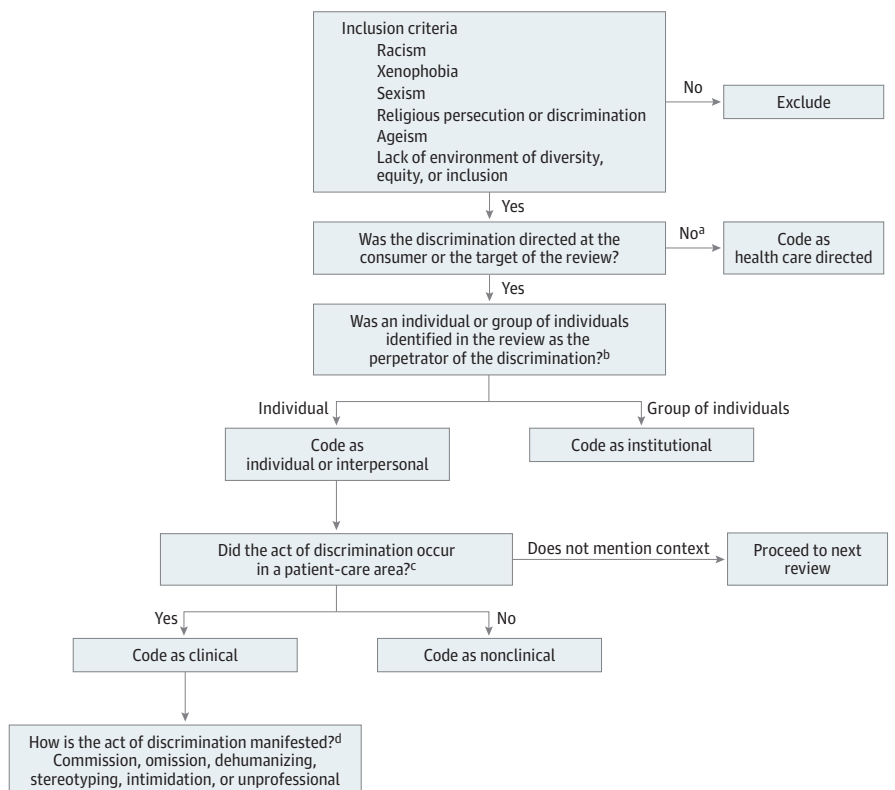 Inclusion criteria
Racism
Xenophobia
Sexism
Religious persecution or discrimination
Ageism
Lack of environment of diversity,
equity, or inclusion
No
Exclude
Yes
Was the discrimination directed at the
consumer or the target of the review?
Noᵃ
Code as
health care directed
Yes
Was an individual or group of individuals
identified in the review as the
perpetrator of the discrimination?ᵇ
Individual
Group of individuals
Code as
individual or interpersonal
Code as institutional
Did the act of discrimination occur
in a patient-care area?ᶜ
Does not mention context
Proceed to next
review
Yes
No
Code as clinical
Code as nonclinical
How is the act of discrimination manifested?ᵈ
Commission, omission, dehumanizing,
stereotyping, intimidation, or unprofessional